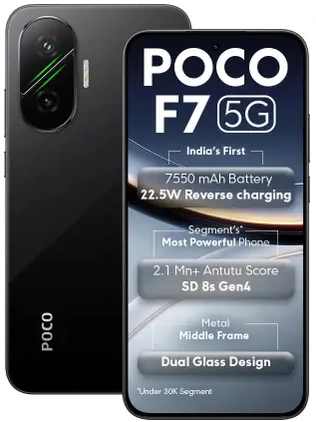 POCO
F7 5G
India's First
7550 mAh Battery
22.5W Reverse charging
Segment's*
Most Powerful Phone
2.1 Mn+ Antutu Score
SD 8s Gen4
Metal
Middle Frame
Dual Glass Design
*Under 30K Segment
POCO